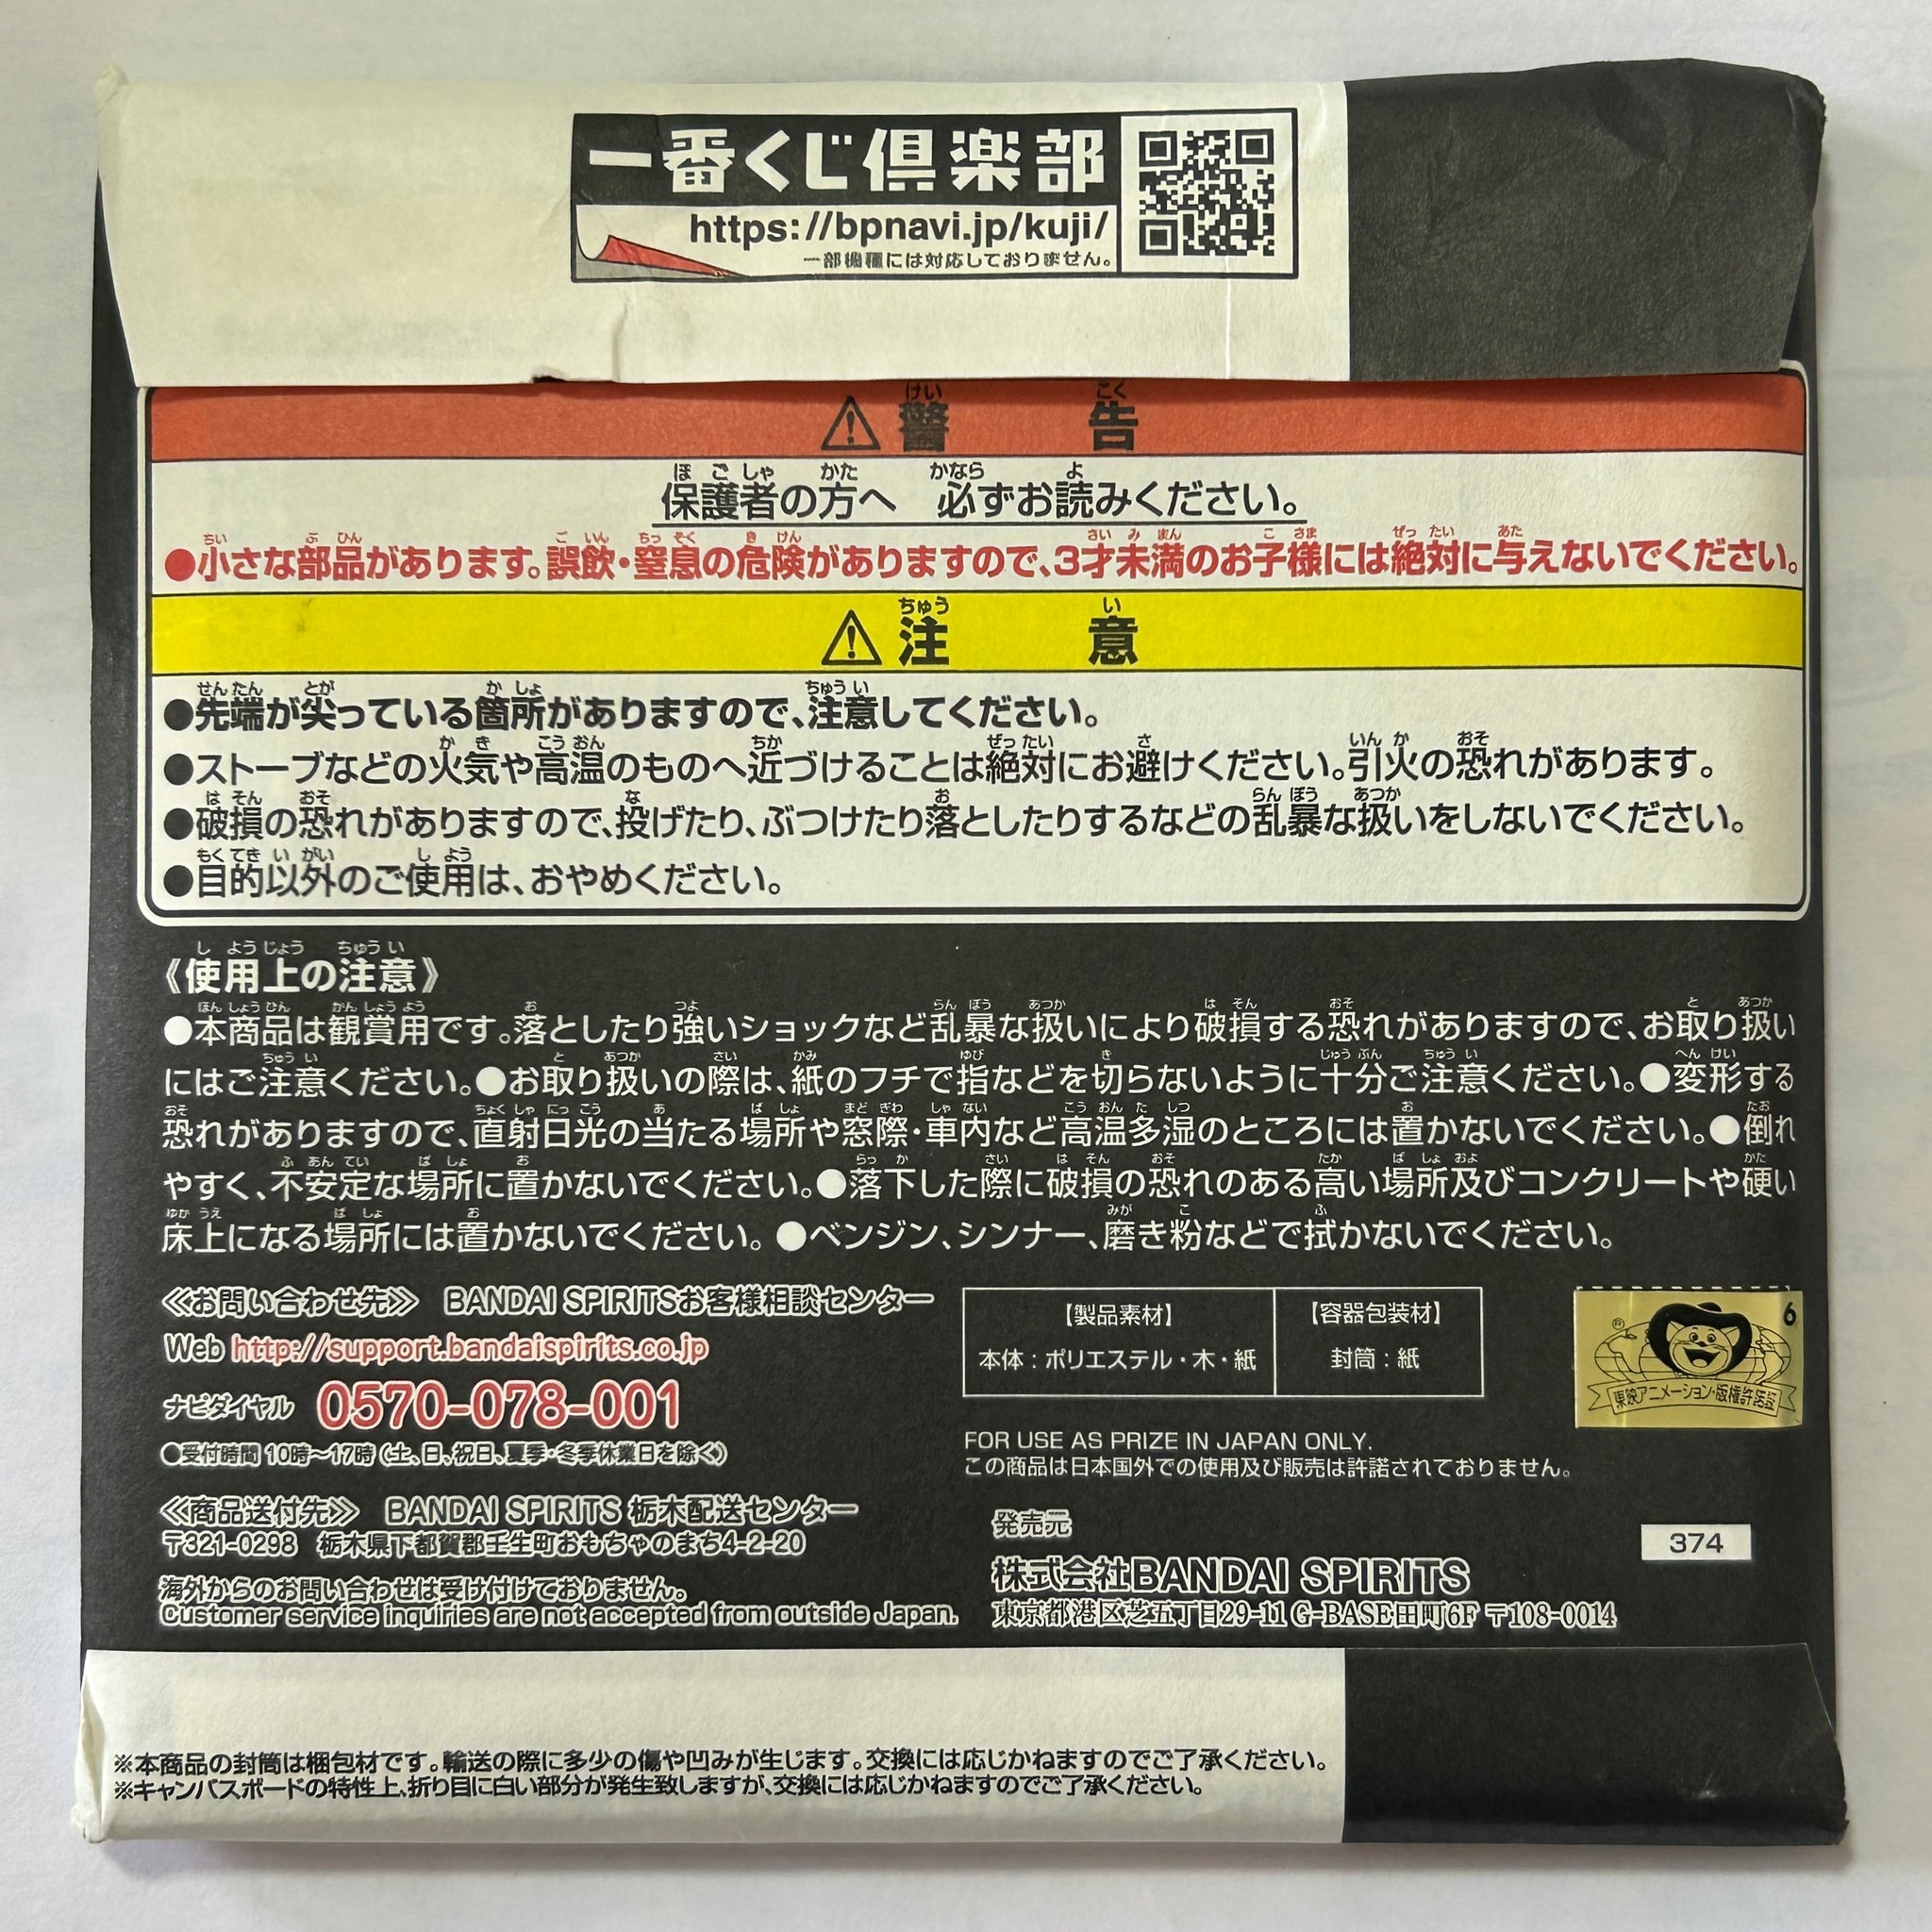 一番くじ倶楽部
https://bpnavi.jp/kuji/
一部機種には対応しておりません。
⚠警告
保護者の方へ 必ずお読みください。
●小さな部品があります。誤飲・窒息の危険がありますので、3才未満のお子様には絶対に与えないでください。
⚠注意
●先端が尖っている箇所がありますので、注意してください。
●ストーブなどの火気や高温のものへ近づけることは絶対にお避けください。引火の恐れがあります。
●破損の恐れがありますので、投げたり、ぶつけたり落としたりするなどの乱暴な扱いをしないでください。
●目的以外のご使用は、おやめください。
《使用上の注意》
●本商品は観賞用です。落としたり強いショックなど乱暴な扱いにより破損する恐れがありますので、お取り扱い
にはご注意ください。●お取り扱いの際は、紙のフチで指などを切らないように十分ご注意ください。●変形する
恐れがありますので、直射日光の当たる場所や窓際・車内など高温多湿のところには置かないでください。●倒れ
やすく、不安定な場所に置かないでください。●落下した際に破損の恐れのある高い場所及びコンクリートや硬い
床上になる場所には置かないでください。●ベンジン、シンナー、磨き粉などで拭かないでください。
≪お問い合わせ先≫ BANDAI SPIRITSお客様相談センター
Web http://support.bandaispirits.co.jp
ナビダイヤル 0570-078-001
●受付時間 10時〜17時 (土、日、祝日、夏季・冬季休業日を除く)
≪商品送付先≫ BANDAI SPIRITS 栃木配送センター
〒321-0298 栃木県下都賀郡壬生町おもちゃのまち4-2-20
海外からのお問い合わせは受け付けておりません。
Customer service inquiries are not accepted from outside Japan.
【製品素材】
本体：ポリエステル・木・紙
【容器包装材】
封筒：紙
6
®
東映アニメーション・版権許諾証
FOR USE AS PRIZE IN JAPAN ONLY.
この商品は日本国外での使用及び販売は許諾されておりません。
発売元
株式会社BANDAI SPIRITS
東京都港区芝五丁目29-11 G-BASE田町6F 〒108-0014
374
※本商品の封筒は梱包材です。輸送の際に多少の傷や凹みが生じます。交換には応じかねますのでご了承ください。
※キャンバスボードの特性上、折り目に白い部分が発生致しますが、交換には応じかねますのでご了承ください。